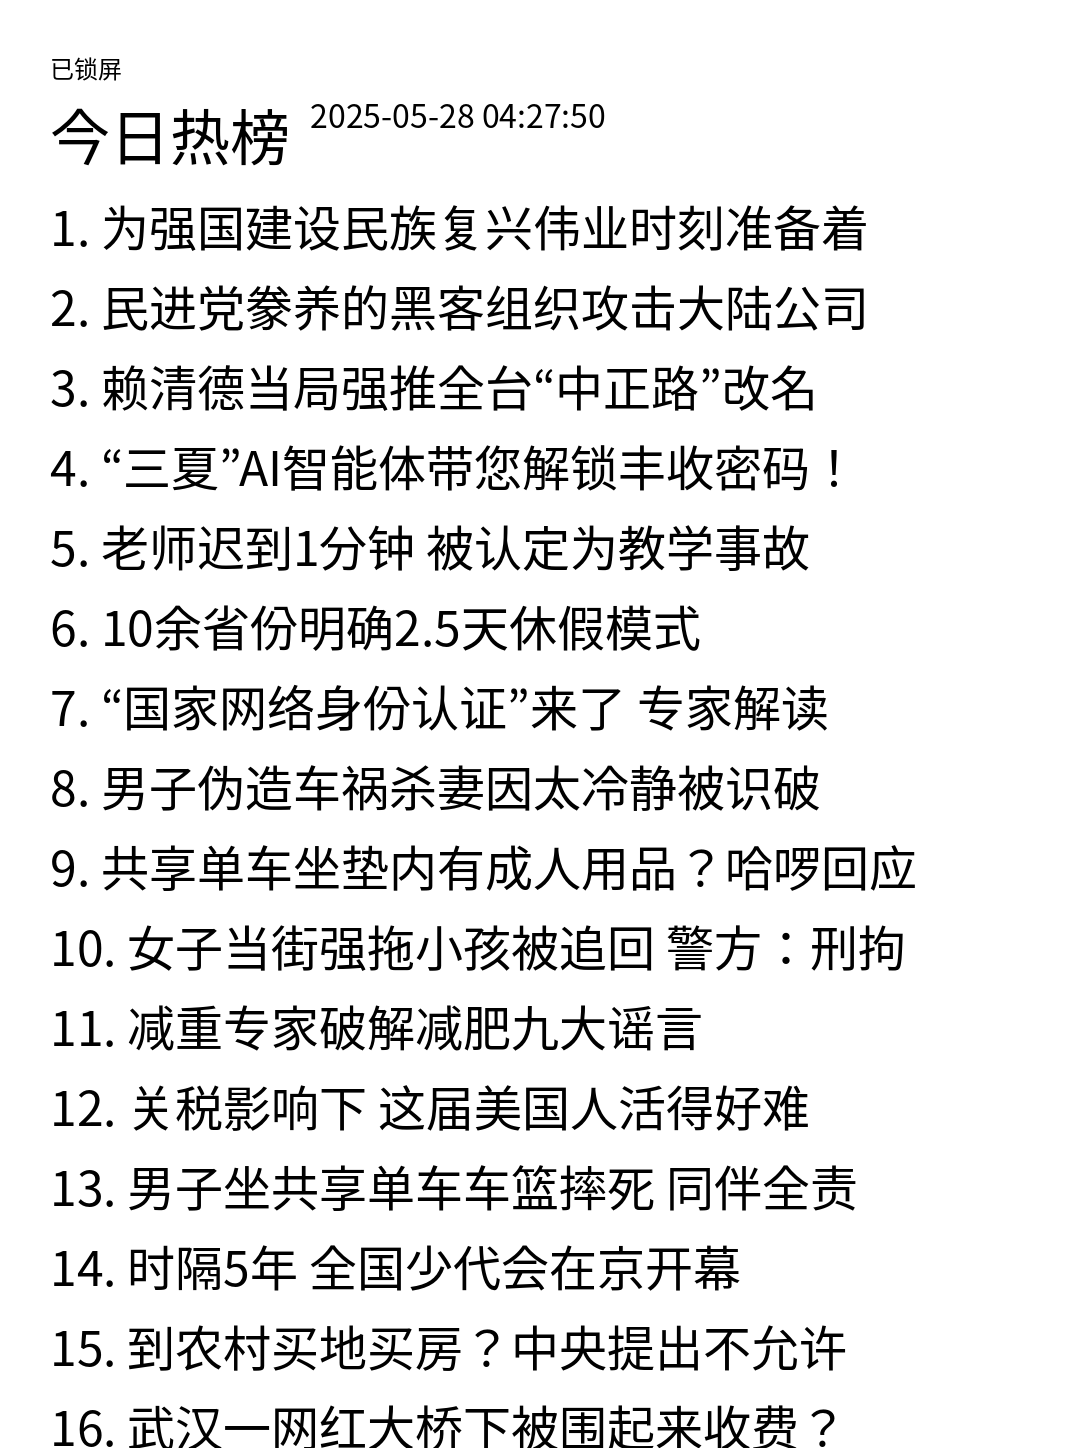 已锁屏
今日热榜 2025-05-28 04:27:50
1. 为强国建设民族复兴伟业时刻准备着
2. 民进党豢养的黑客组织攻击大陆公司
3. 赖清德当局强推全台“中正路”改名
4. “三夏”AI智能体带您解锁丰收密码！
5. 老师迟到1分钟 被认定为教学事故
6. 10余省份明确2.5天休假模式
7. “国家网络身份认证”来了 专家解读
8. 男子伪造车祸杀妻因太冷静被识破
9. 共享单车坐垫内有成人用品？哈啰回应
10. 女子当街强拖小孩被追回 警方：刑拘
11. 减重专家破解减肥九大谣言
12. 关税影响下 这届美国人活得好难
13. 男子坐共享单车车篮摔死 同伴全责
14. 时隔5年 全国少代会在京开幕
15. 到农村买地买房？中央提出不允许
16. 武汉一网红大桥下被围起来收费？